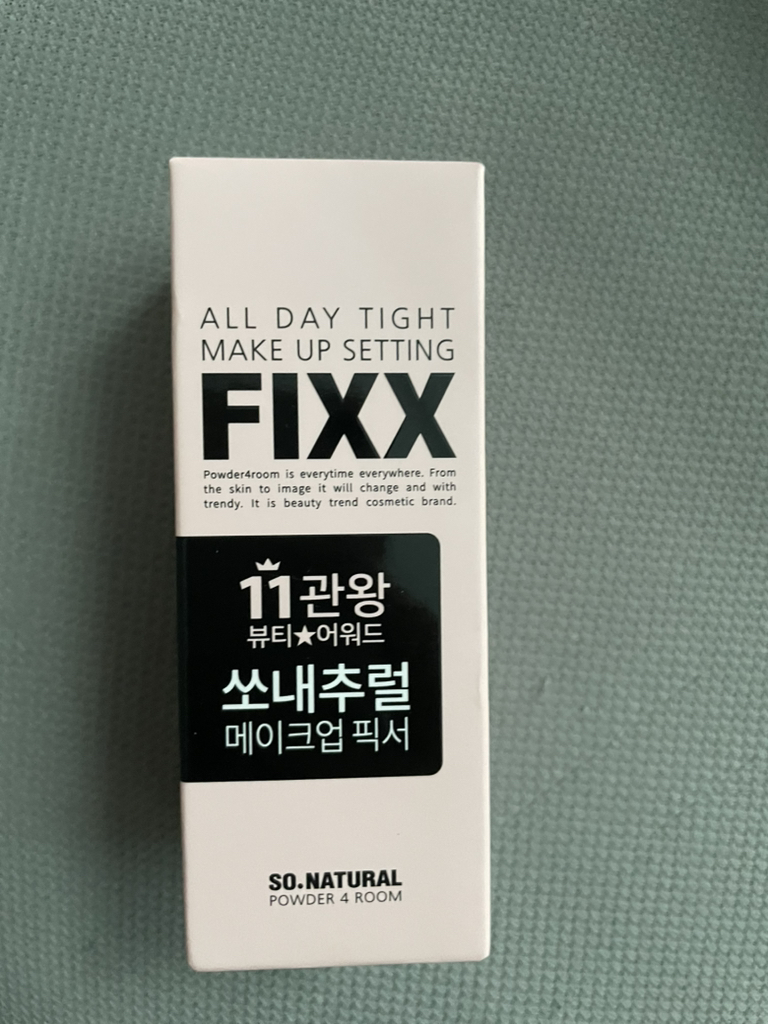 ALL DAY TIGHT
MAKE UP SETTING
FIXX
Powder4room is everytime everywhere. From
the skin to image it will change and with
trendy. It is beauty trend cosmetic brand.
11관왕
뷰티★어워드
쏘내추럴
메이크업 픽서
SO.NATURAL
POWDER 4 ROOM